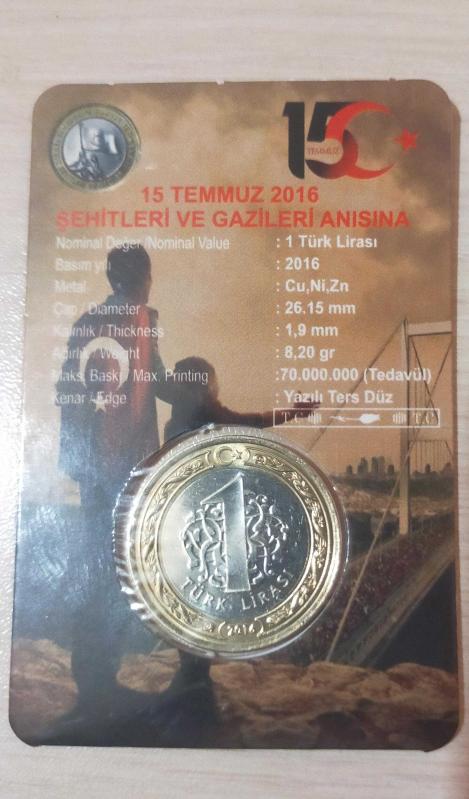 15
TEMMUZ
15 TEMMUZ 2016
ŞEHİTLERİ VE GAZİLERİ ANISINA
Nominal Değer /Nominal Value : 1 Türk Lirası
Basım yılı : 2016
Metal : Cu,Ni,Zn
Çap / Diameter : 26.15 mm
Kalınlık / Thickness : 1,9 mm
Ağırlık / Weight : 8,20 gr
Maks. Baskı / Max. Printing :70.000.000 (Tedavül)
Kenar / Edge : Yazılı Ters Düz
T.C T.C
1
TÜRK LİRASI
2016